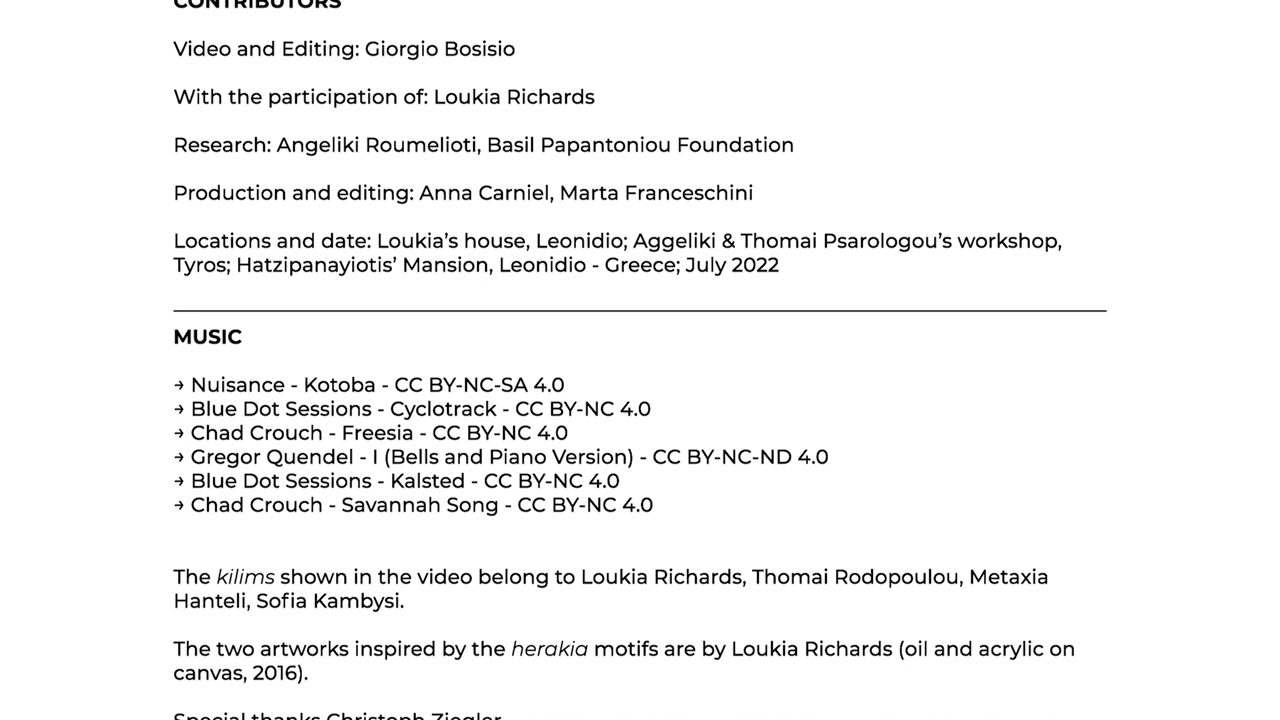 CONTRIBUTORS
Video and Editing: Giorgio Bosisio
With the participation of: Loukia Richards
Research: Angeliki Roumelioti, Basil Papantoniou Foundation
Production and editing: Anna Carniel, Marta Franceschini
Locations and date: Loukia’s house, Leonidio; Aggeliki & Thomai Psarologou’s workshop,
Tyros; Hatzipanayiotis’ Mansion, Leonidio - Greece; July 2022
MUSIC
→ Nuisance - Kotoba - CC BY-NC-SA 4.0
→ Blue Dot Sessions - Cyclotrack - CC BY-NC 4.0
→ Chad Crouch - Freesia - CC BY-NC 4.0
→ Gregor Quendel - I (Bells and Piano Version) - CC BY-NC-ND 4.0
→ Blue Dot Sessions - Kalsted - CC BY-NC 4.0
→ Chad Crouch - Savannah Song - CC BY-NC 4.0
The kilims shown in the video belong to Loukia Richards, Thomai Rodopoulou, Metaxia
Hanteli, Sofia Kambysi.
The two artworks inspired by the herakia motifs are by Loukia Richards (oil and acrylic on
canvas, 2016).
Special thanks Christoph Ziegler